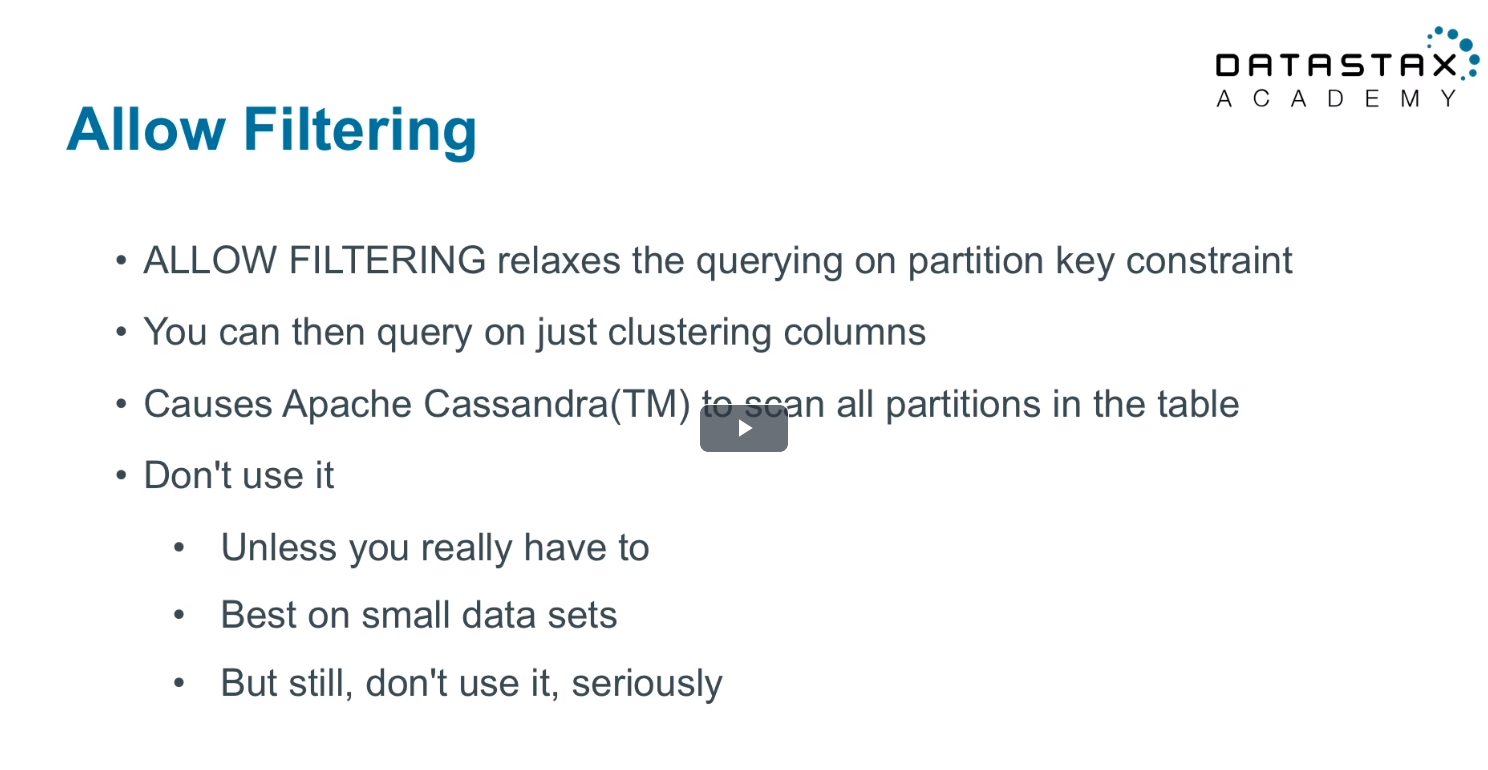 DATASTAX
ACADEMY
Allow Filtering
• ALLOW FILTERING relaxes the querying on partition key constraint
• You can then query on just clustering columns
• Causes Apache Cassandra(TM) to scan all partitions in the table
• Don't use it
• Unless you really have to
• Best on small data sets
• But still, don't use it, seriously